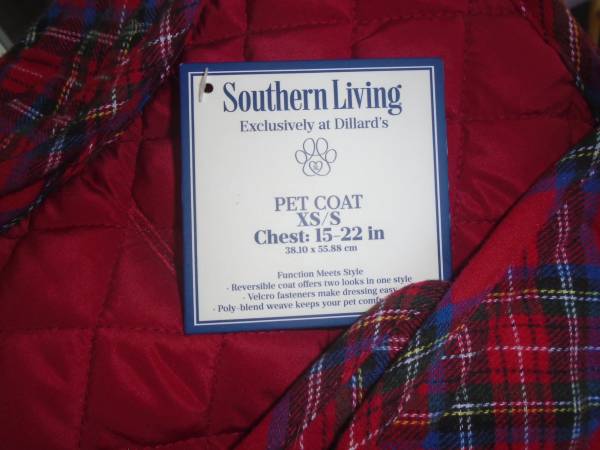 Southern Living
Exclusively at Dillard's
PET COAT
XS/S
Chest: 15-22 in
38.10 x 55.88 cm
Function Meets Style
- Reversible coat offers two looks in one style
- Velcro fasteners make dressing easy
- Poly-blend weave keeps your pet